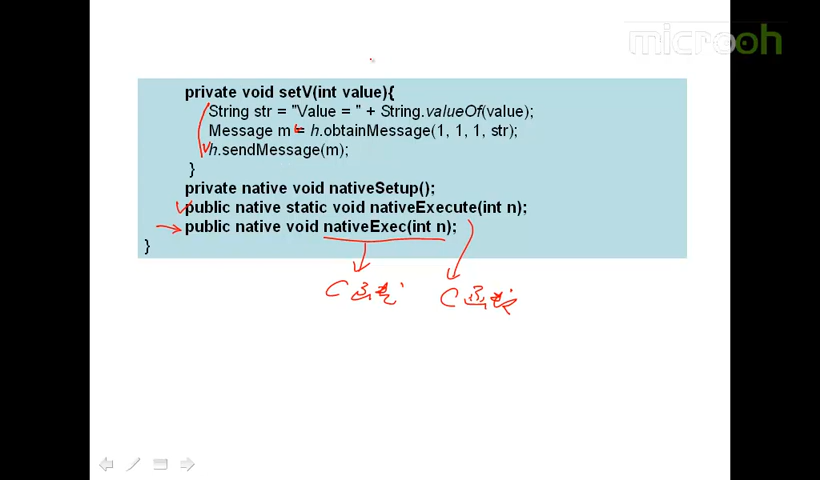 microoh
private void setV(int value){
String str = "Value = " + String.valueOf(value);
Message m = h.obtainMessage(1, 1, 1, str);
h.sendMessage(m);
}
private native void nativeSetup();
public native static void nativeExecute(int n);
public native void nativeExec(int n);
}
C函数 C函数